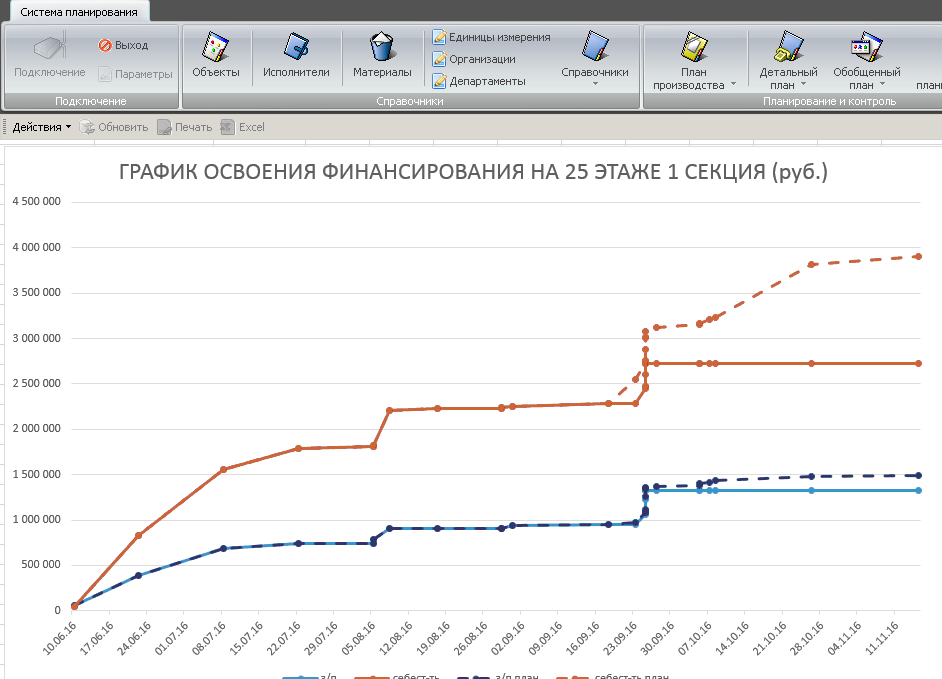 Система планирования
Подключение
Выход
Параметры
Подключение
Объекты
Исполнители
Материалы
Единицы измерения
Организации
Департаменты
Справочники
Справочники
План
производства
Детальный
план
Обобщенный
план
Планирование и контроль
Действия
Обновить
Печать
Excel
ГРАФИК ОСВОЕНИЯ ФИНАНСИРОВАНИЯ НА 25 ЭТАЖЕ 1 СЕКЦИЯ (руб.)
4 500 000
4 000 000
3 500 000
3 000 000
2 500 000
2 000 000
1 500 000
1 000 000
500 000
0
10.06.16
17.06.16
24.06.16
01.07.16
08.07.16
15.07.16
22.07.16
29.07.16
05.08.16
12.08.16
19.08.16
26.08.16
02.09.16
09.09.16
16.09.16
23.09.16
30.09.16
07.10.16
14.10.16
21.10.16
28.10.16
04.11.16
11.11.16
з/п
себест-ть
з/п план
себест-ть план